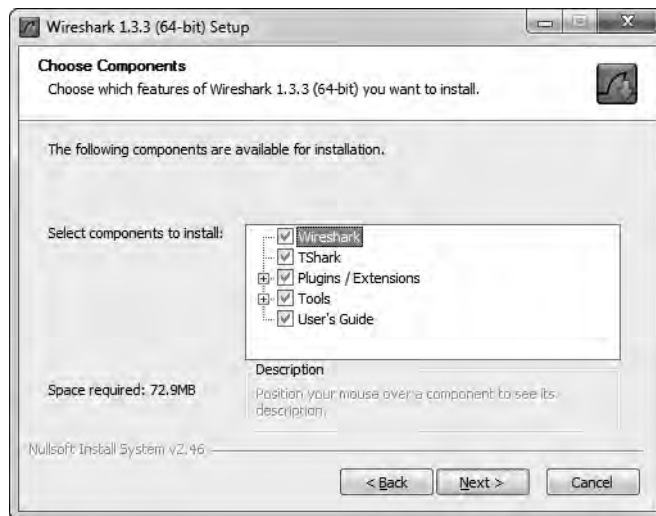 Wireshark 1.3.3 (64-bit) Setup
Choose Components
Choose which features of Wireshark 1.3.3 (64-bit) you want to install.
The following components are available for installation.
Select components to install:
Wireshark
TShark
Plugins / Extensions
Tools
User's Guide
Space required: 72.9MB
Description
Position your mouse over a component to see its
description.
Nullsoft Install System v2.46
< Back
Next >
Cancel